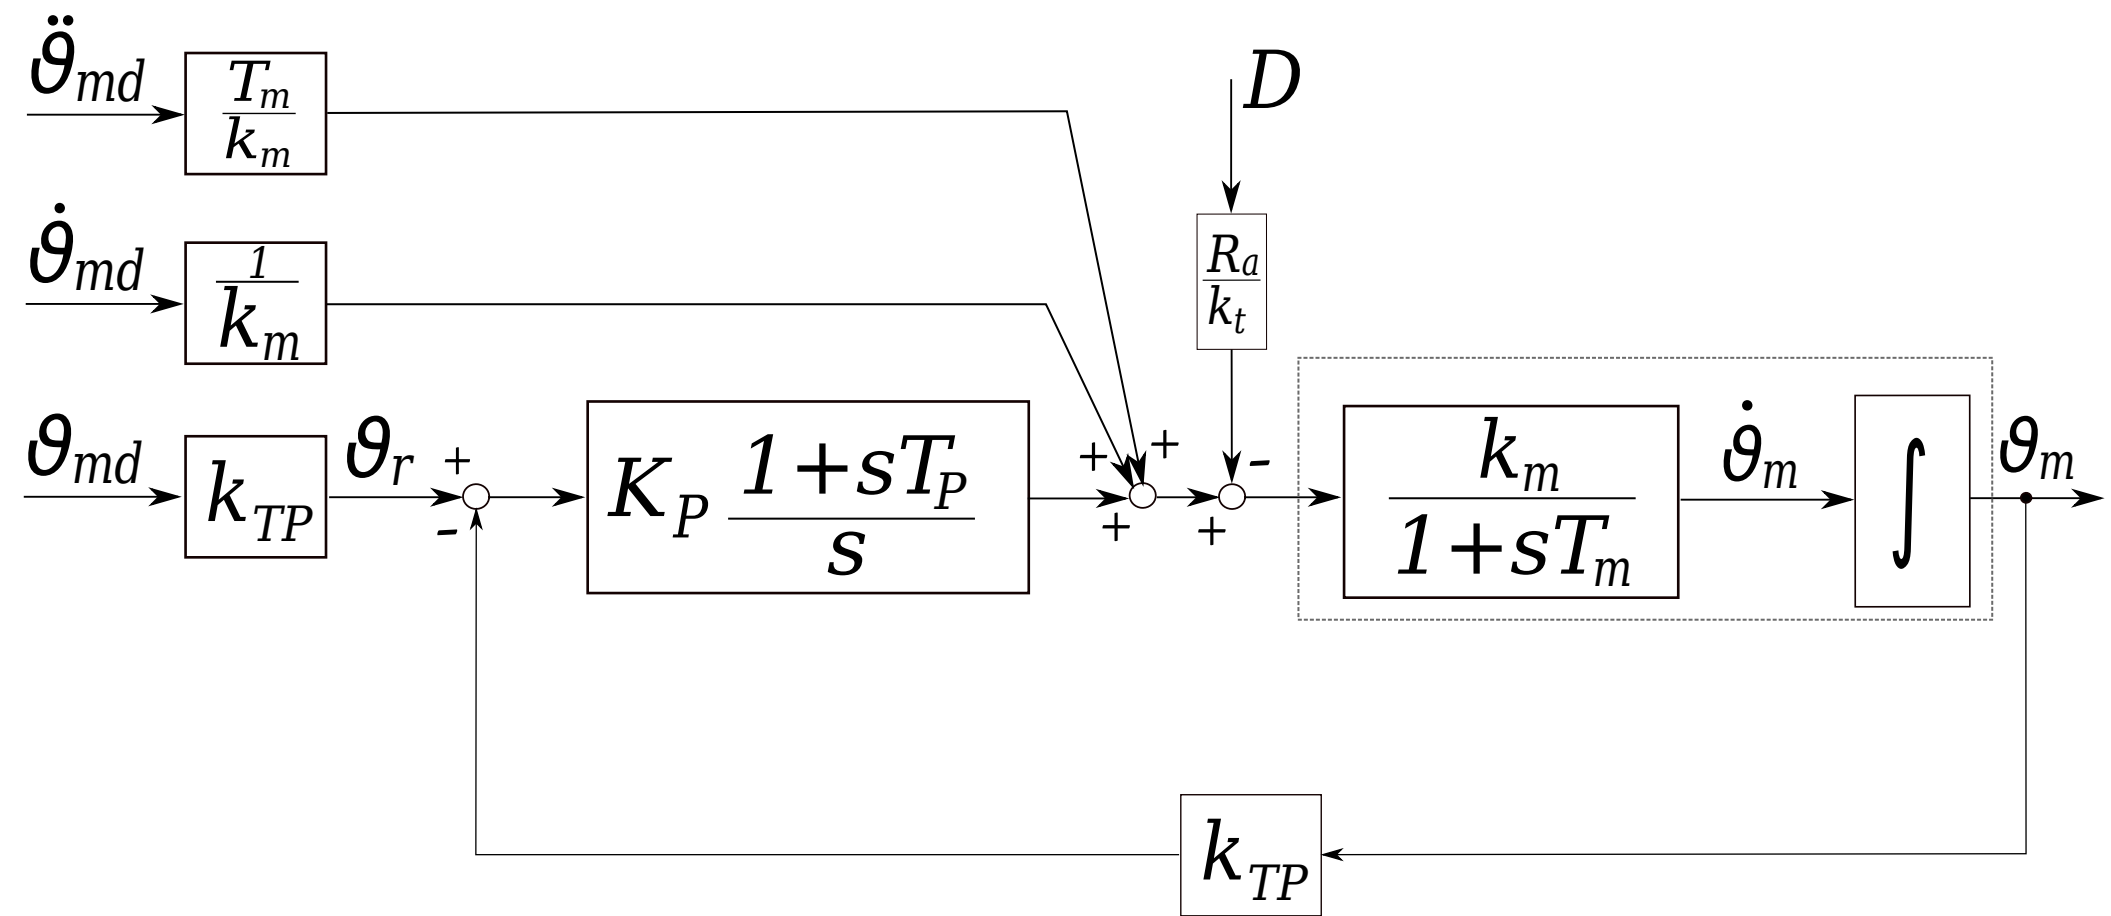 ϑ̈md
Tm
km
D
ϑ̇md
1
km
Ra
kt
ϑmd
kTP
ϑr
+
-
KP 1+sTP
s
+
+
+
-
+
km
1+sTm
ϑ̇m
∫
ϑm
kTP